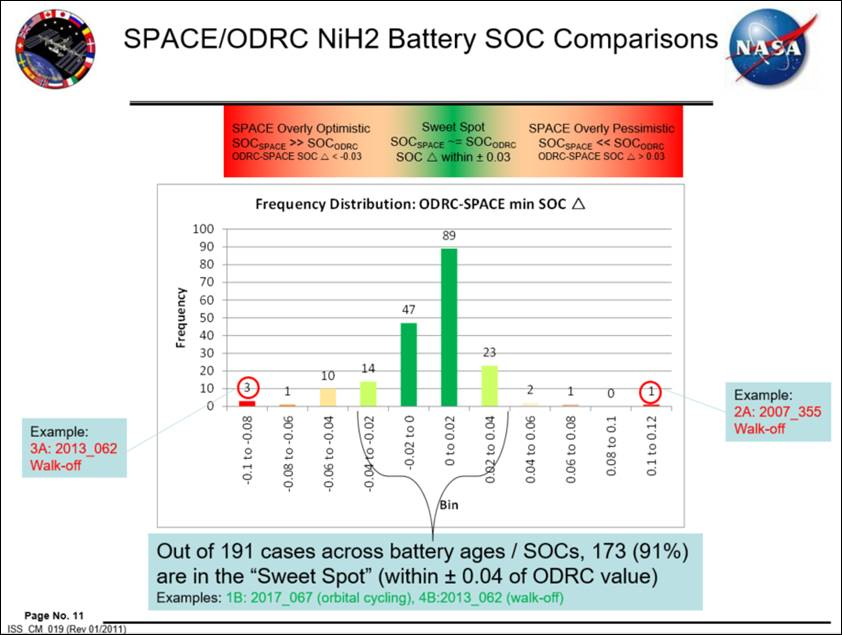 SPACE/ODRC NiH2 Battery SOC Comparisons
NASA
SPACE Overly Optimistic
SOCSPACE >> SOCODRC
ODRC-SPACE SOC △ < -0.03
Sweet Spot
SOCSPACE ~= SOCODRC
SOC △ within ± 0.03
SPACE Overly Pessimistic
SOCSPACE << SOCODRC
ODRC-SPACE SOC △ > 0.03
Frequency Distribution: ODRC-SPACE min SOC △
Frequency
100
90
80
70
60
50
40
30
20
10
0
3
1
10
14
47
89
23
2
1
0
1
-0.1 to -0.08
-0.08 to -0.06
-0.06 to -0.04
-0.04 to -0.02
-0.02 to 0
0 to 0.02
0.02 to 0.04
0.04 to 0.06
0.06 to 0.08
0.08 to 0.1
0.1 to 0.12
Bin
Example:
3A: 2013_062
Walk-off
Example:
2A: 2007_355
Walk-off
Out of 191 cases across battery ages / SOCs, 173 (91%)
are in the “Sweet Spot” (within ± 0.04 of ODRC value)
Examples: 1B: 2017_067 (orbital cycling), 4B:2013_062 (walk-off)
Page No. 11
ISS_CM_019 (Rev 01/2011)